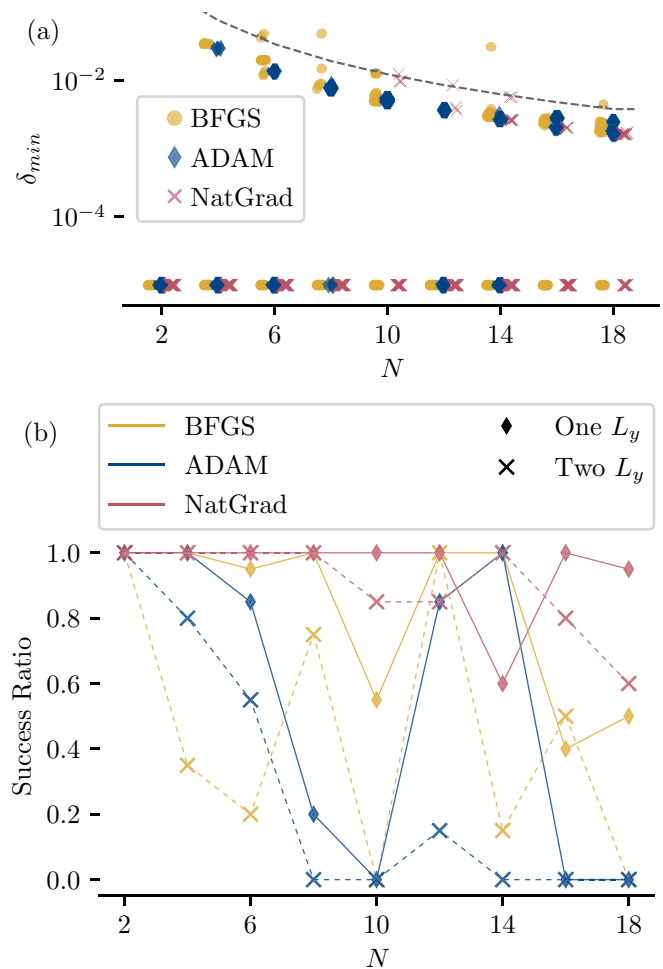 (a)
10⁻²
10⁻⁴
δ_min
BFGS
ADAM
NatGrad
2 6 10 14 18
N
(b)
BFGS
ADAM
NatGrad
One L_y
Two L_y
1.0
0.8
0.6
0.4
0.2
0.0
Success Ratio
2 6 10 14 18
N